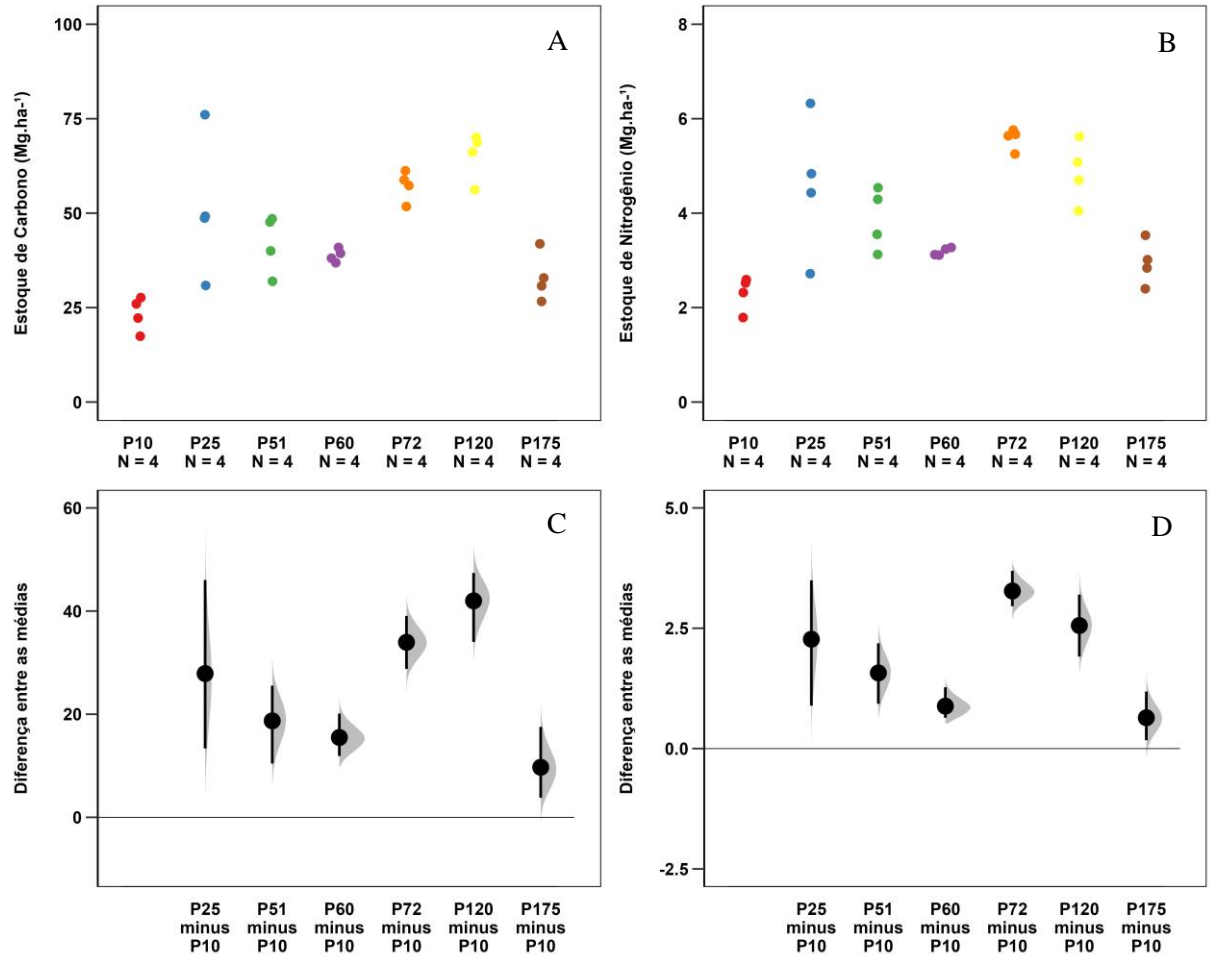 A
Estoque de Carbono (Mg.ha-¹)
100
75
50
25
0
P10 P25 P51 P60 P72 P120 P175
N = 4 N = 4 N = 4 N = 4 N = 4 N = 4 N = 4
B
Estoque de Nitrogênio (Mg.ha-¹)
8
6
4
2
0
P10 P25 P51 P60 P72 P120 P175
N = 4 N = 4 N = 4 N = 4 N = 4 N = 4 N = 4
C
Diferença entre as médias
60
40
20
0
P25 P51 P60 P72 P120 P175
minus minus minus minus minus minus
P10 P10 P10 P10 P10 P10
D
Diferença entre as médias
5.0
2.5
0.0
-2.5
P25 P51 P60 P72 P120 P175
minus minus minus minus minus minus
P10 P10 P10 P10 P10 P10